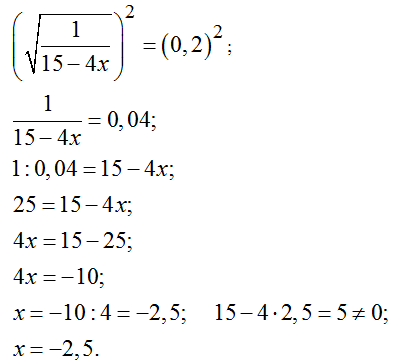 (√(1/(15 − 4x)))² = (0,2)²;
1/(15 − 4x) = 0,04;
1 : 0,04 = 15 − 4x;
25 = 15 − 4x;
4x = 15 − 25;
4x = −10;
x = −10 : 4 = −2,5;    15 − 4 · 2,5 = 5 ≠ 0;
x = −2,5.